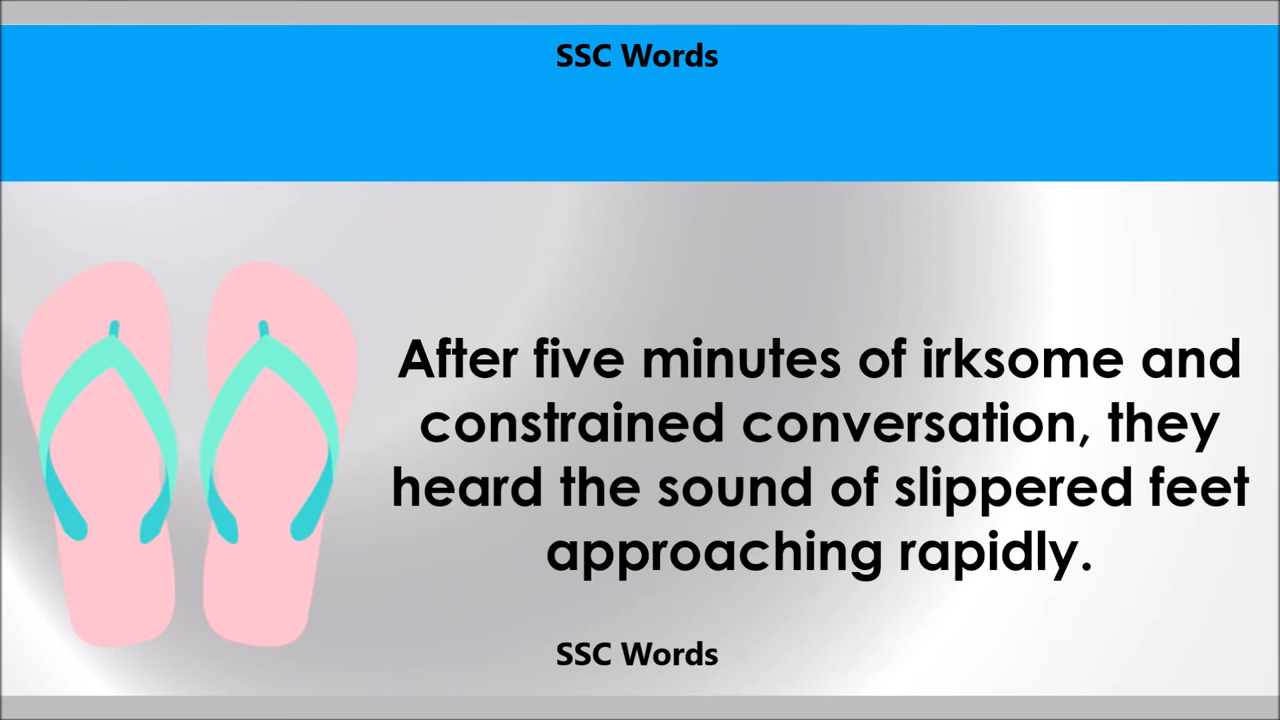 SSC Words
After five minutes of irksome and
constrained conversation, they
heard the sound of slippered feet
approaching rapidly.
SSC Words